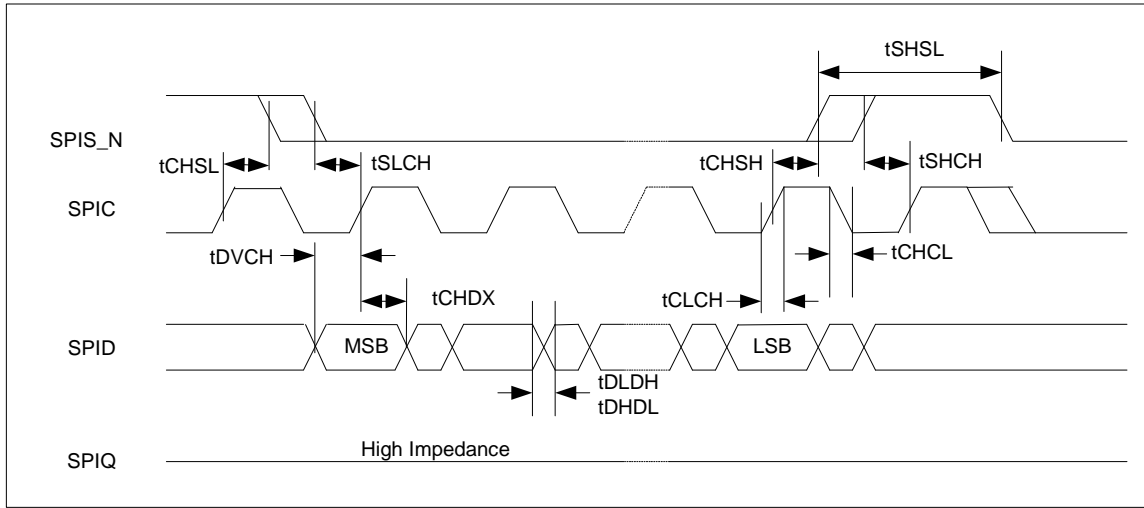 tSHSL
SPIS_N
tCHSL
tSLCH
tCHSH
tSHCH
SPIC
tDVCH
tCHCL
tCHDX
tCLCH
SPID
MSB
LSB
tDLDH
tDHDL
High Impedance
SPIQ